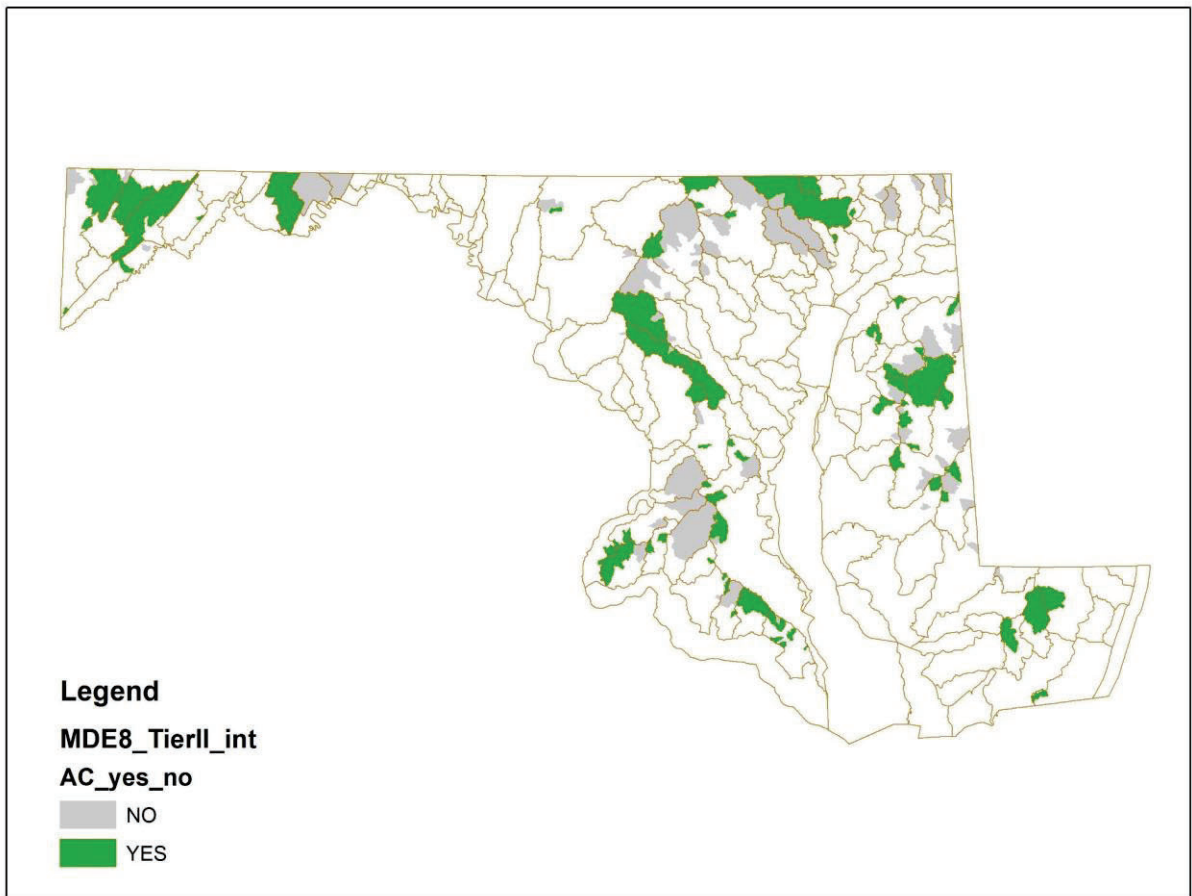 Legend
MDE8_TierII_int
AC_yes_no
NO
YES